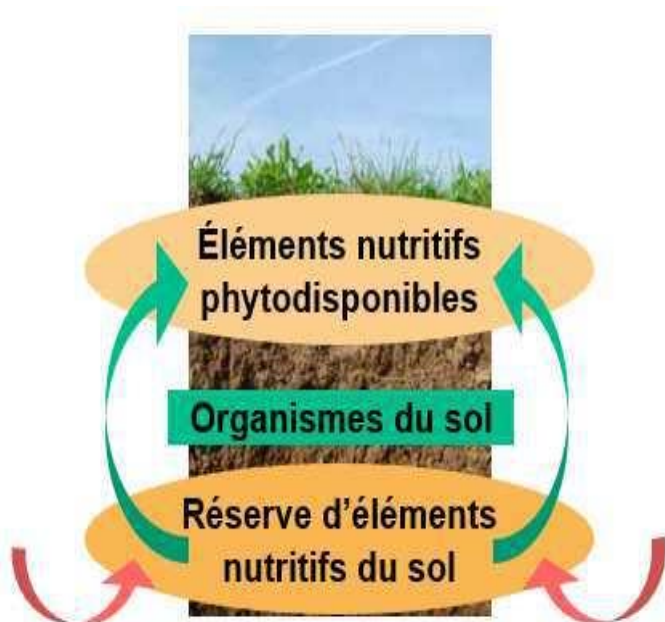 Éléments nutritifs
phytodisponibles
Organismes du sol
Réserve d’éléments
nutritifs du sol